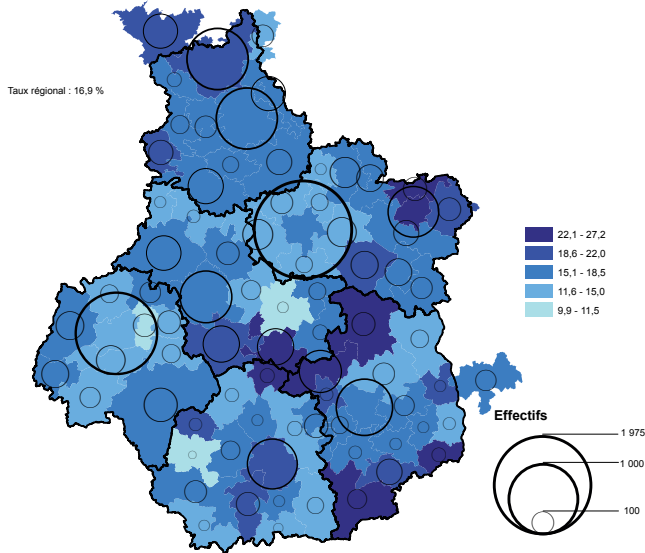 Taux régional : 16,9 %
22,1 - 27,2
18,6 - 22,0
15,1 - 18,5
11,6 - 15,0
9,9 - 11,5
Effectifs
1 975
1 000
100